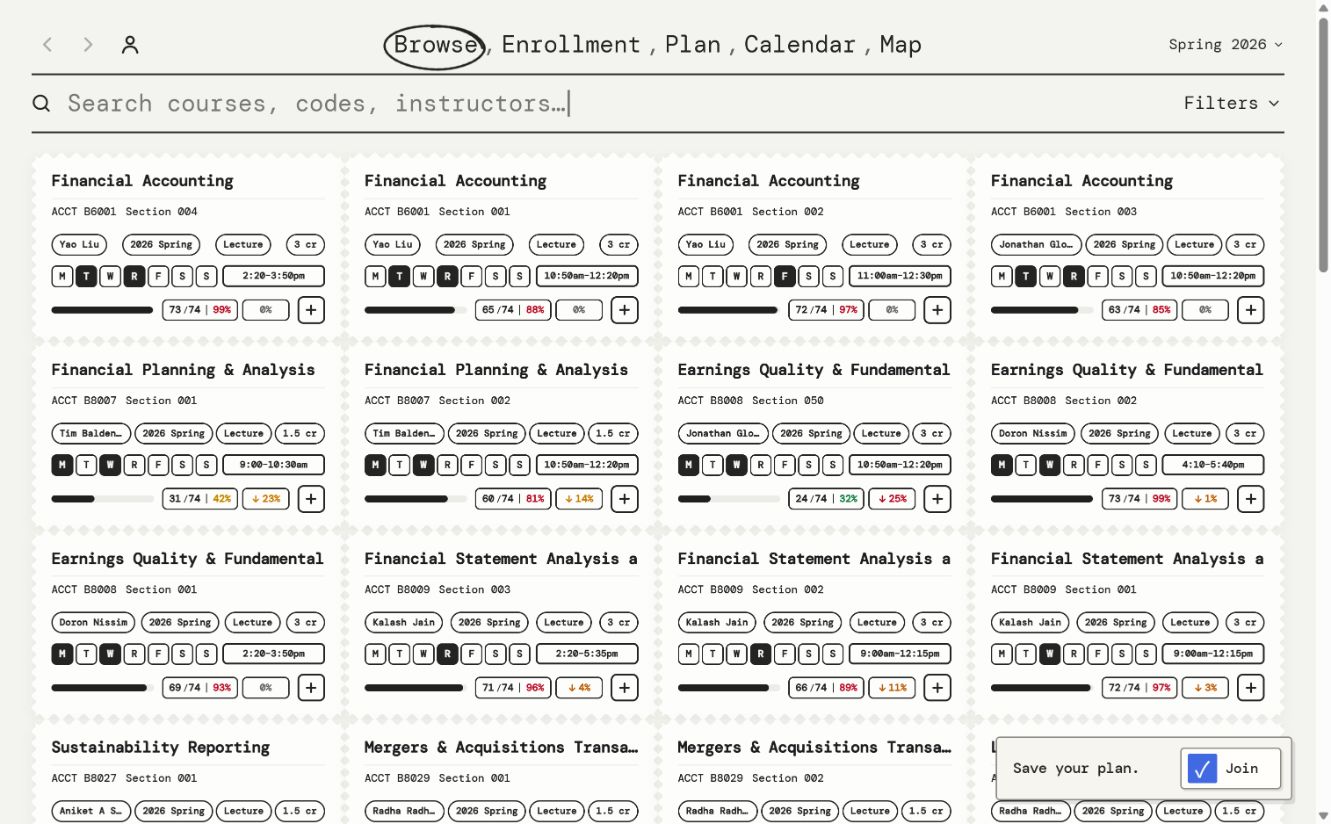 Browse, Enrollment, Plan, Calendar, Map
Spring 2026
Search courses, codes, instructors…
Filters
Financial Accounting
ACCT B6001 Section 004
Yao Liu 2026 Spring Lecture 3 cr
M T W R F S S 2:20-3:50pm
73/74 | 99% 0% +
Financial Accounting
ACCT B6001 Section 001
Yao Liu 2026 Spring Lecture 3 cr
M T W R F S S 10:50am-12:20pm
65/74 | 88% 0% +
Financial Accounting
ACCT B6001 Section 002
Yao Liu 2026 Spring Lecture 3 cr
M T W R F S S 11:00am-12:30pm
72/74 | 97% 0% +
Financial Accounting
ACCT B6001 Section 003
Jonathan Glo… 2026 Spring Lecture 3 cr
M T W R F S S 10:50am-12:20pm
63/74 | 85% 0% +
Financial Planning & Analysis
ACCT B8007 Section 001
Tim Balden… 2026 Spring Lecture 1.5 cr
M T W R F S S 9:00-10:30am
31/74 | 42% ↓23% +
Financial Planning & Analysis
ACCT B8007 Section 002
Tim Balden… 2026 Spring Lecture 1.5 cr
M T W R F S S 10:50am-12:20pm
60/74 | 81% ↓14% +
Earnings Quality & Fundamental
ACCT B8008 Section 050
Jonathan Glo… 2026 Spring Lecture 3 cr
M T W R F S S 10:50am-12:20pm
24/74 | 32% ↓25% +
Earnings Quality & Fundamental
ACCT B8008 Section 002
Doron Nissim 2026 Spring Lecture 3 cr
M T W R F S S 4:10-5:40pm
73/74 | 99% ↓1% +
Earnings Quality & Fundamental
ACCT B8008 Section 001
Doron Nissim 2026 Spring Lecture 3 cr
M T W R F S S 2:20-3:50pm
69/74 | 93% 0% +
Financial Statement Analysis a
ACCT B8009 Section 003
Kalash Jain 2026 Spring Lecture 3 cr
M T W R F S S 2:20-5:35pm
71/74 | 96% ↓4% +
Financial Statement Analysis a
ACCT B8009 Section 002
Kalash Jain 2026 Spring Lecture 3 cr
M T W R F S S 9:00am-12:15pm
66/74 | 89% ↓11% +
Financial Statement Analysis a
ACCT B8009 Section 001
Kalash Jain 2026 Spring Lecture 3 cr
M T W R F S S 9:00am-12:15pm
72/74 | 97% ↓3% +
Sustainability Reporting
ACCT B8027 Section 001
Aniket A S… 2026 Spring Lecture 1.5 cr
Mergers & Acquisitions Transa…
ACCT B8029 Section 001
Radha Radh… 2026 Spring Lecture 1.5 cr
Mergers & Acquisitions Transa…
ACCT B8029 Section 002
Radha Radh… 2026 Spring Lecture 1.5 cr
Radha Radh… 2026 Spring Lecture 1.5 cr
Save your plan.
Join